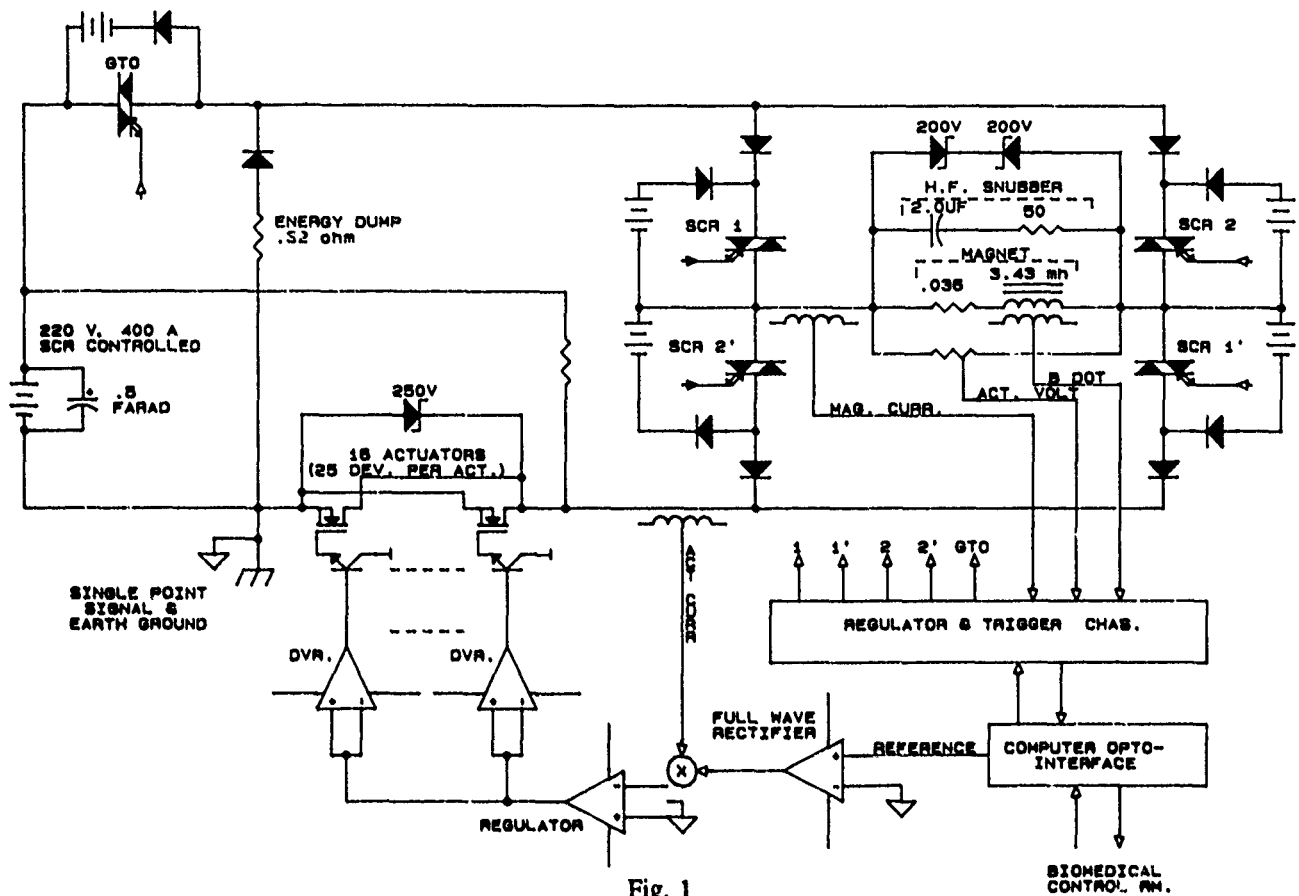 GTO
200V 200V
H.F. SNUBBER
2.0UF 50
ENERGY DUMP
.52 ohm
SCR 1
SCR 2
MAGNET
.036 3.43 mh
220 V. 400 A
SCR CONTROLLED
+
.5
FARAD
SCR 2'
SCR 1'
B DOT
ACT. VOLT
MAG. CURR.
250V
16 ACTUATORS
(25 DEV. PER ACT.)
ACT CURR
1 1' 2 2' GTO
SINGLE POINT
SIGNAL &
EARTH GROUND
REGULATOR & TRIGGER CHAS.
DVR. DVR.
FULL WAVE
RECTIFIER
REFERENCE
COMPUTER OPTO-
INTERFACE
X
REGULATOR
BIOMEDICAL
CONTROL RM.
Fig. 1